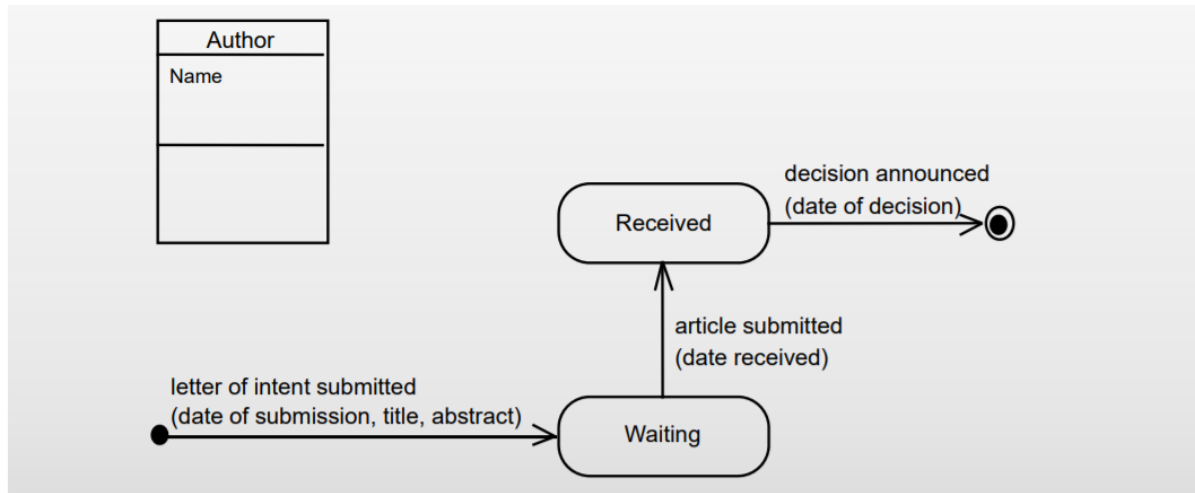 Author
Name
decision announced
(date of decision)
Received
article submitted
(date received)
letter of intent submitted
(date of submission, title, abstract)
Waiting